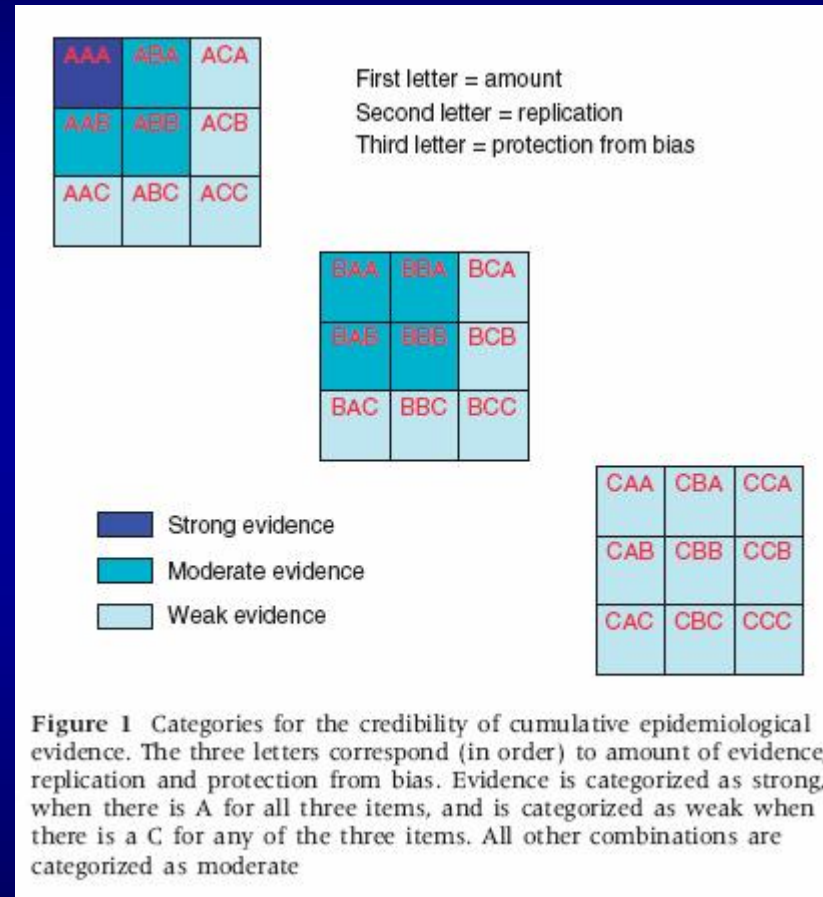 AAA ABA ACA
AAB ABB ACB
AAC ABC ACC
First letter = amount
Second letter = replication
Third letter = protection from bias
BAA BBA BCA
BAB BBB BCB
BAC BBC BCC
Strong evidence
Moderate evidence
Weak evidence
CAA CBA CCA
CAB CBB CCB
CAC CBC CCC
Figure 1 Categories for the credibility of cumulative epidemiological
evidence. The three letters correspond (in order) to amount of evidence,
replication and protection from bias. Evidence is categorized as strong,
when there is A for all three items, and is categorized as weak when
there is a C for any of the three items. All other combinations are
categorized as moderate